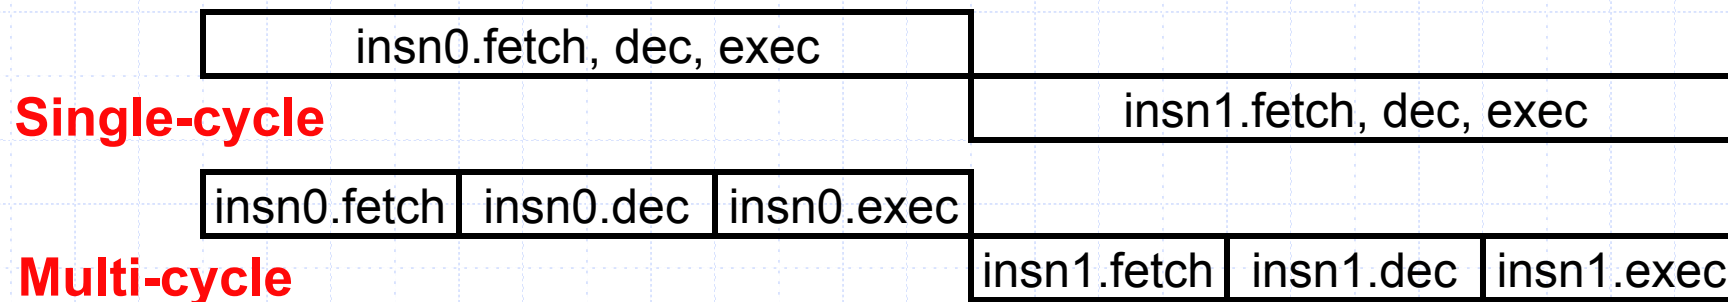 insn0.fetch, dec, exec
Single-cycle
insn1.fetch, dec, exec
insn0.fetch insn0.dec insn0.exec
Multi-cycle
insn1.fetch insn1.dec insn1.exec